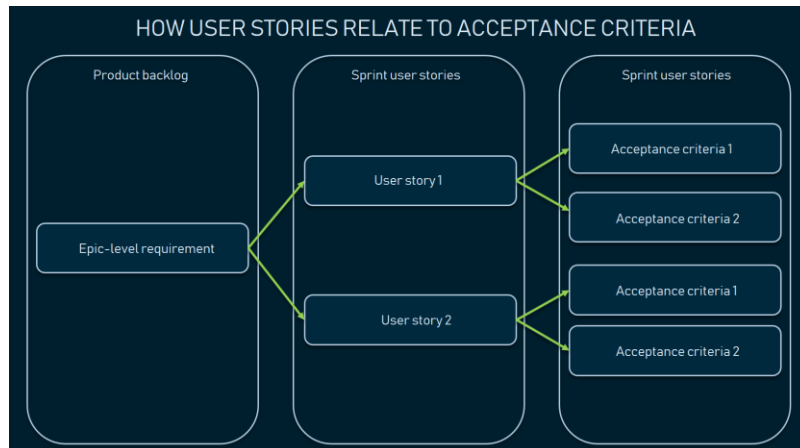 HOW USER STORIES RELATE TO ACCEPTANCE CRITERIA
Product backlog
Epic-level requirement
Sprint user stories
User story 1
User story 2
Sprint user stories
Acceptance criteria 1
Acceptance criteria 2
Acceptance criteria 1
Acceptance criteria 2